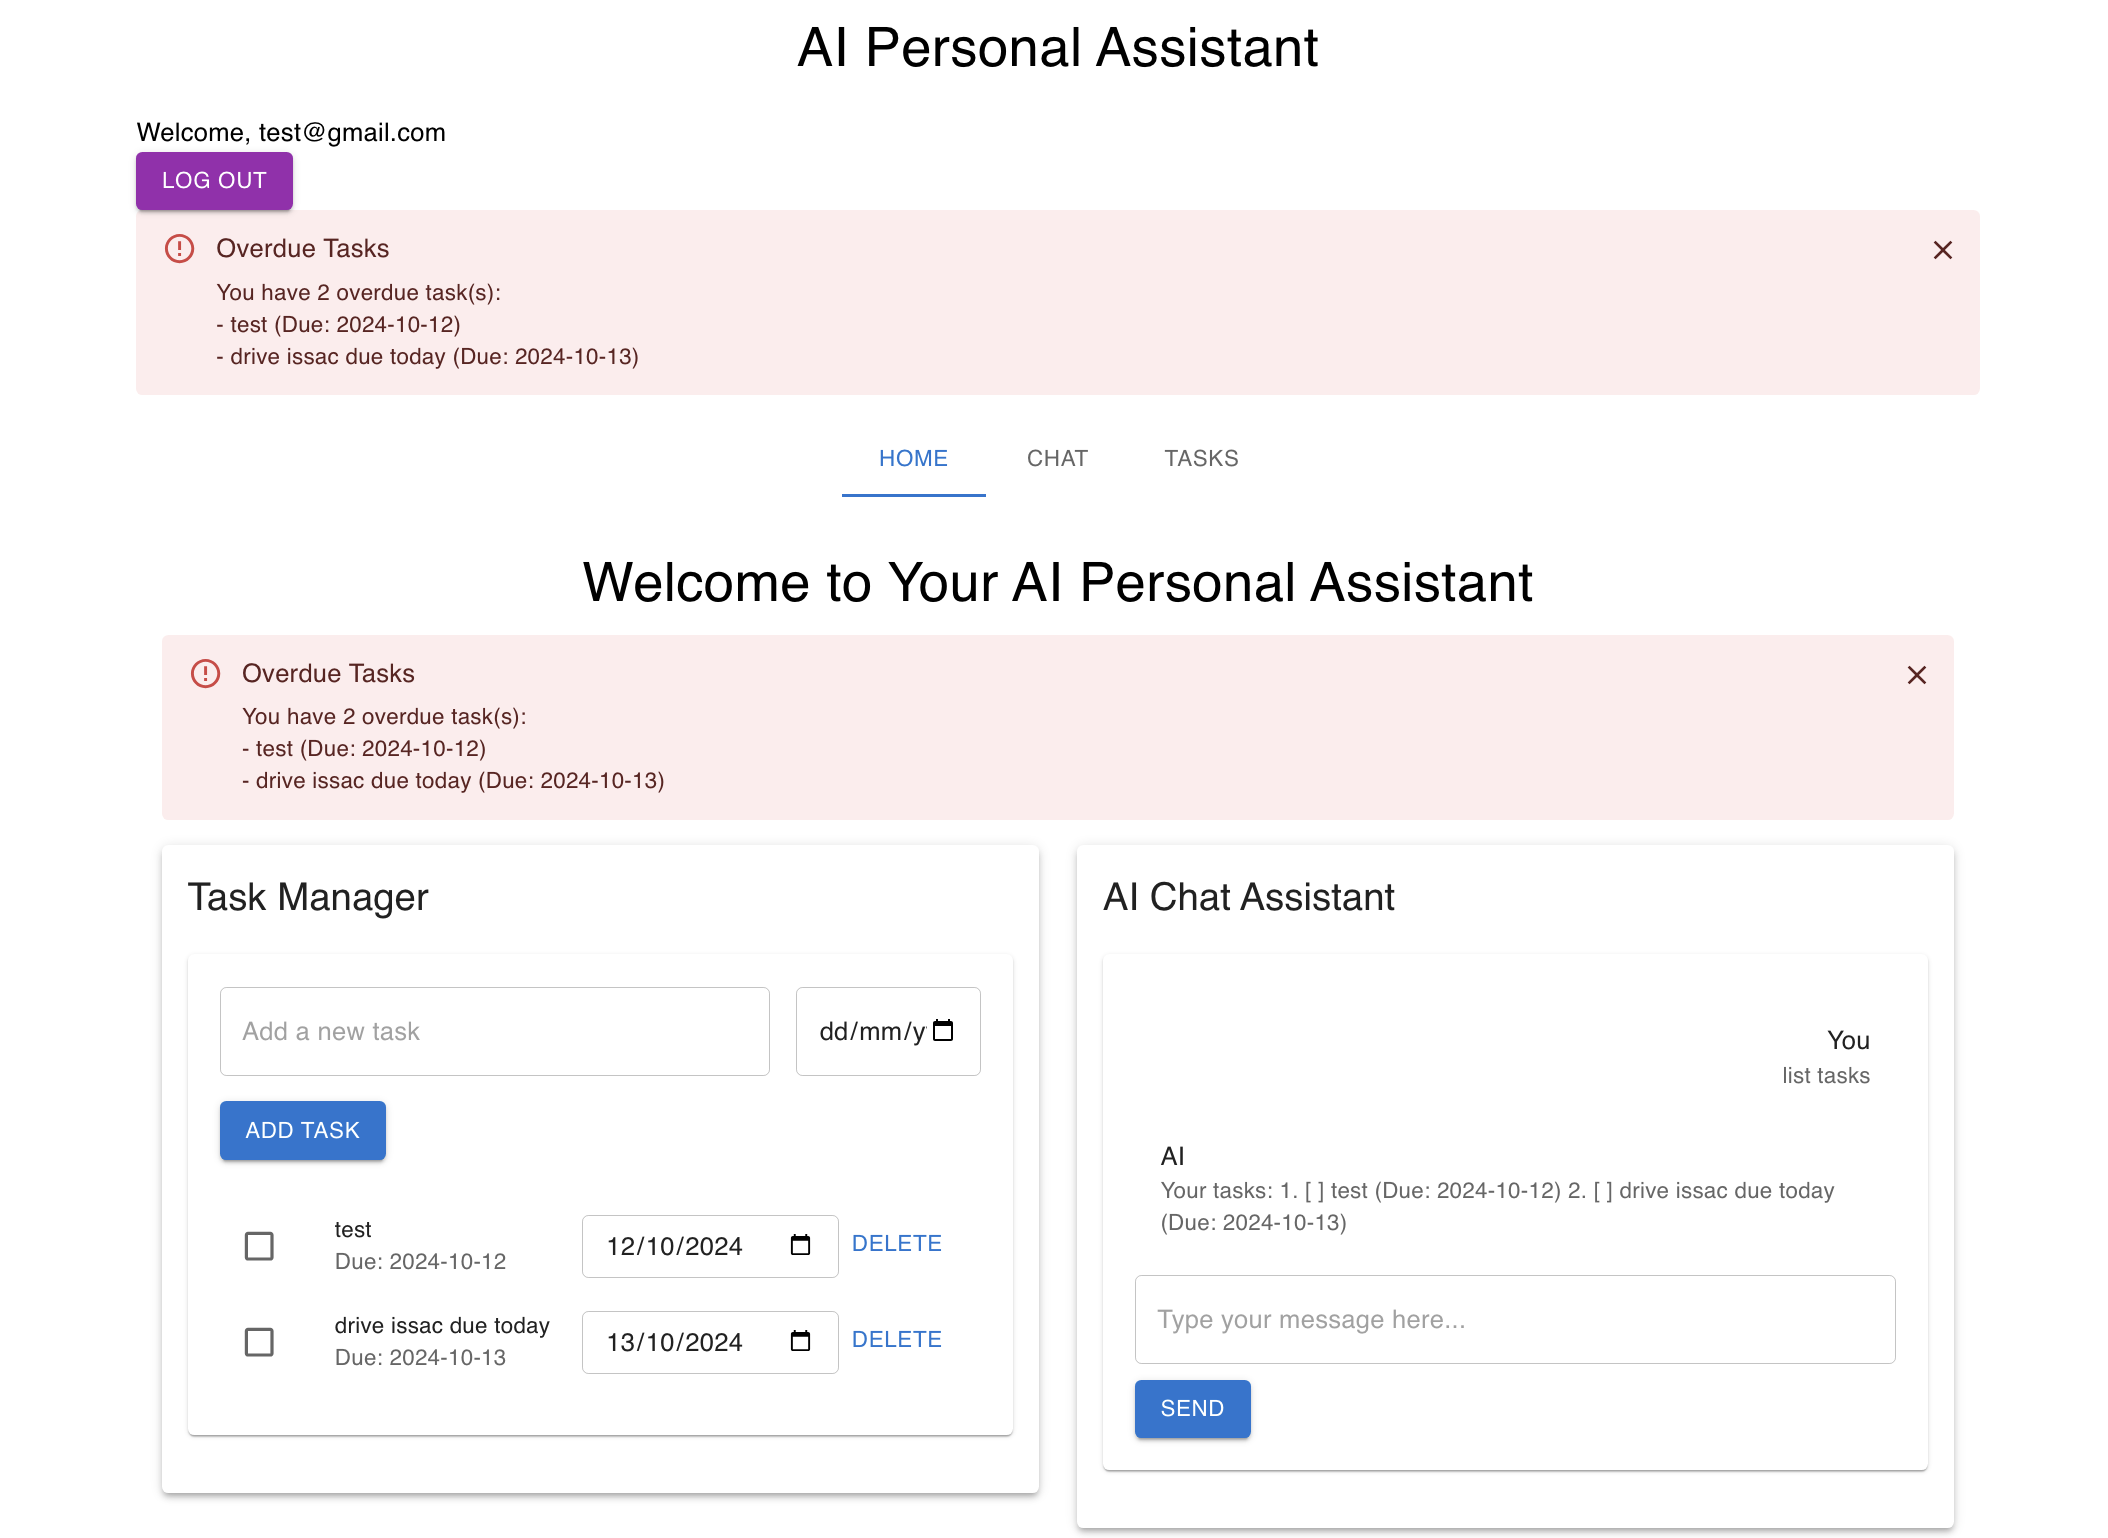 AI Personal Assistant
Welcome, test@gmail.com
LOG OUT
Overdue Tasks
You have 2 overdue task(s):
- test (Due: 2024-10-12)
- drive issac due today (Due: 2024-10-13)
HOME CHAT TASKS
Welcome to Your AI Personal Assistant
Overdue Tasks
You have 2 overdue task(s):
- test (Due: 2024-10-12)
- drive issac due today (Due: 2024-10-13)
Task Manager
Add a new task
dd/mm/y
ADD TASK
test
Due: 2024-10-12
12/10/2024
DELETE
drive issac due today
Due: 2024-10-13
13/10/2024
DELETE
AI Chat Assistant
You
list tasks
AI
Your tasks: 1. [ ] test (Due: 2024-10-12) 2. [ ] drive issac due today
(Due: 2024-10-13)
Type your message here...
SEND